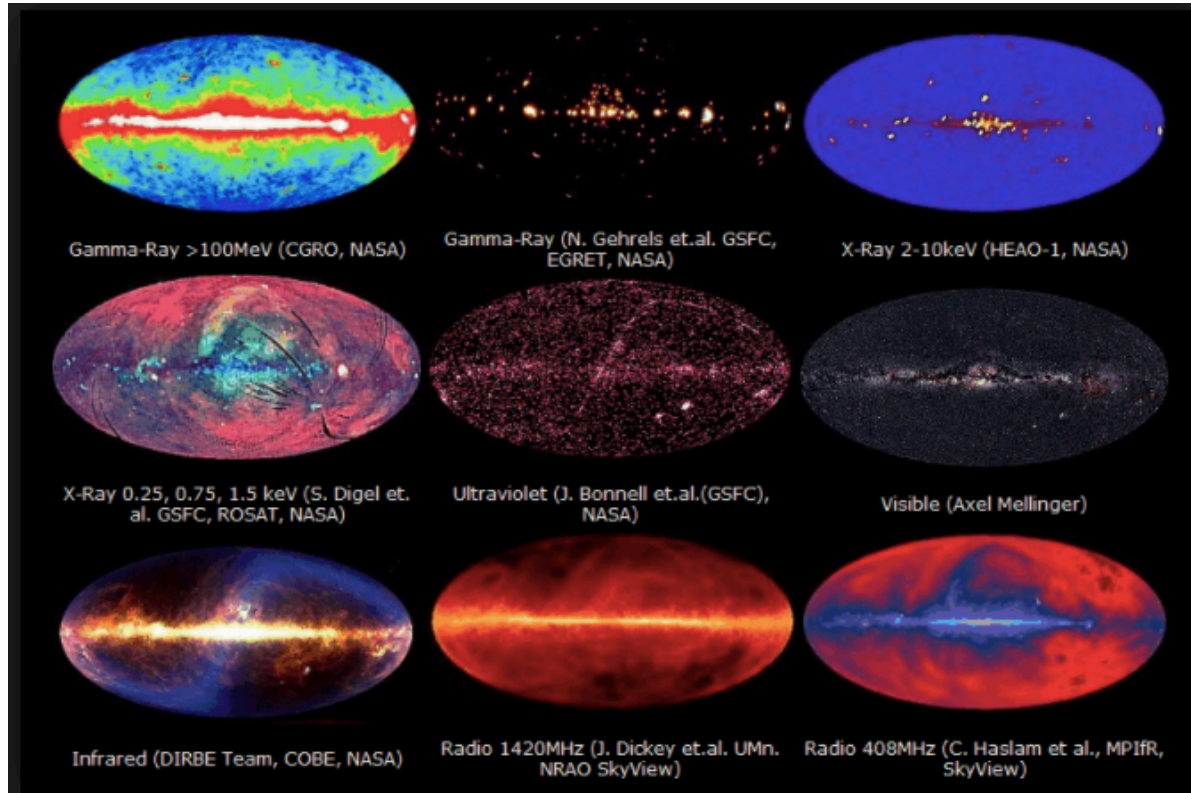 Gamma-Ray >100MeV (CGRO, NASA)
Gamma-Ray (N. Gehrels et.al. GSFC,
EGRET, NASA)
X-Ray 2-10keV (HEAO-1, NASA)
X-Ray 0.25, 0.75, 1.5 keV (S. Digel et.
al. GSFC, ROSAT, NASA)
Ultraviolet (J. Bonnell et.al.(GSFC),
NASA)
Visible (Axel Mellinger)
Infrared (DIRBE Team, COBE, NASA)
Radio 1420MHz (J. Dickey et.al. UMn.
NRAO SkyView)
Radio 408MHz (C. Haslam et al., MPIfR,
SkyView)